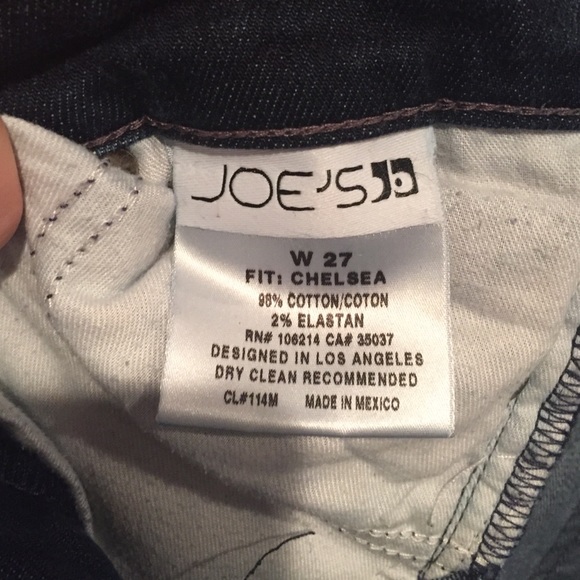 JOE'S
W 27
FIT: CHELSEA
98% COTTON/COTON
2% ELASTAN
RN# 106214 CA# 35037
DESIGNED IN LOS ANGELES
DRY CLEAN RECOMMENDED
CL#114M MADE IN MEXICO